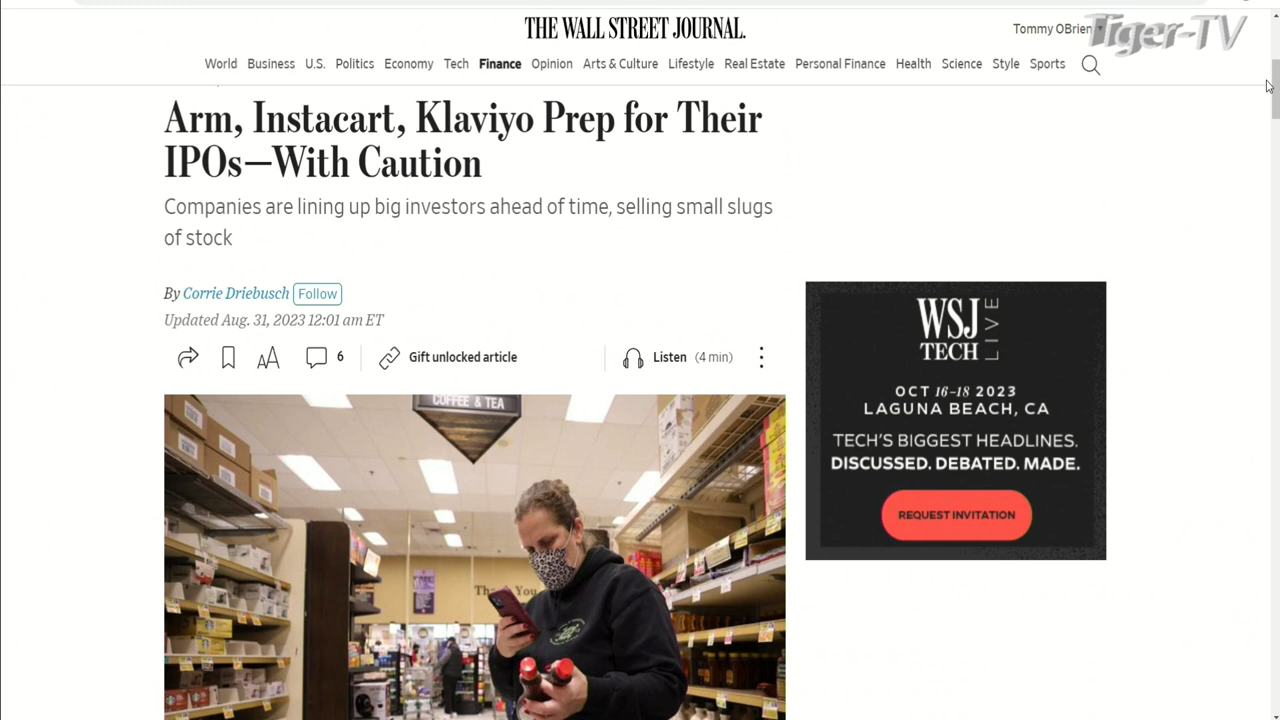 THE WALL STREET JOURNAL.
Tommy OBrien
Tiger-TV
World Business U.S. Politics Economy Tech Finance Opinion Arts & Culture Lifestyle Real Estate Personal Finance Health Science Style Sports
Arm, Instacart, Klaviyo Prep for Their
IPOs—With Caution
Companies are lining up big investors ahead of time, selling small slugs
of stock
By Corrie Driebusch Follow
Updated Aug. 31, 2023 12:01 am ET
AA 6 Gift unlocked article Listen (4 min)
COFFEE & TEA
WSJ
TECH
LIVE
OCT 16–18 2023
LAGUNA BEACH, CA
TECH'S BIGGEST HEADLINES.
DISCUSSED. DEBATED. MADE.
REQUEST INVITATION